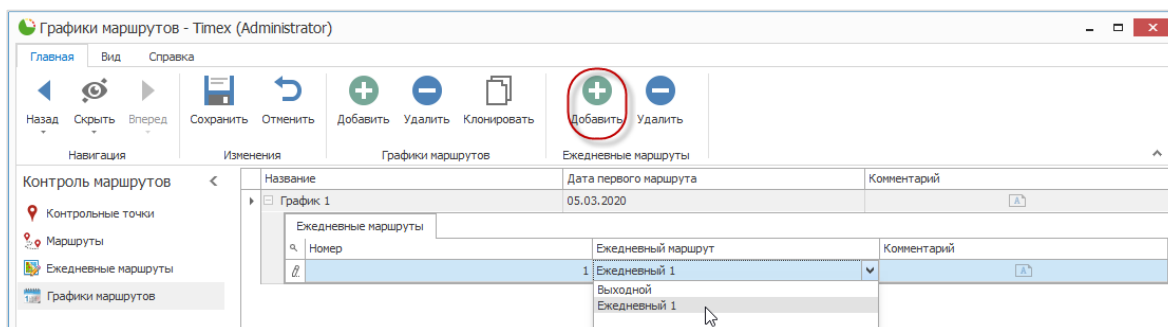 Графики маршрутов - Timex (Administrator)
Главная Вид Справка
Назад Скрыть Вперед Сохранить Отменить Добавить Удалить Клонировать Добавить Удалить
Навигация Изменения Графики маршрутов Ежедневные маршруты
Контроль маршрутов
Контрольные точки
Маршруты
Ежедневные маршруты
Графики маршрутов
Название Дата первого маршрута Комментарий
График 1 05.03.2020
Ежедневные маршруты
Номер Ежедневный маршрут Комментарий
1 Ежедневный 1
Выходной
Ежедневный 1